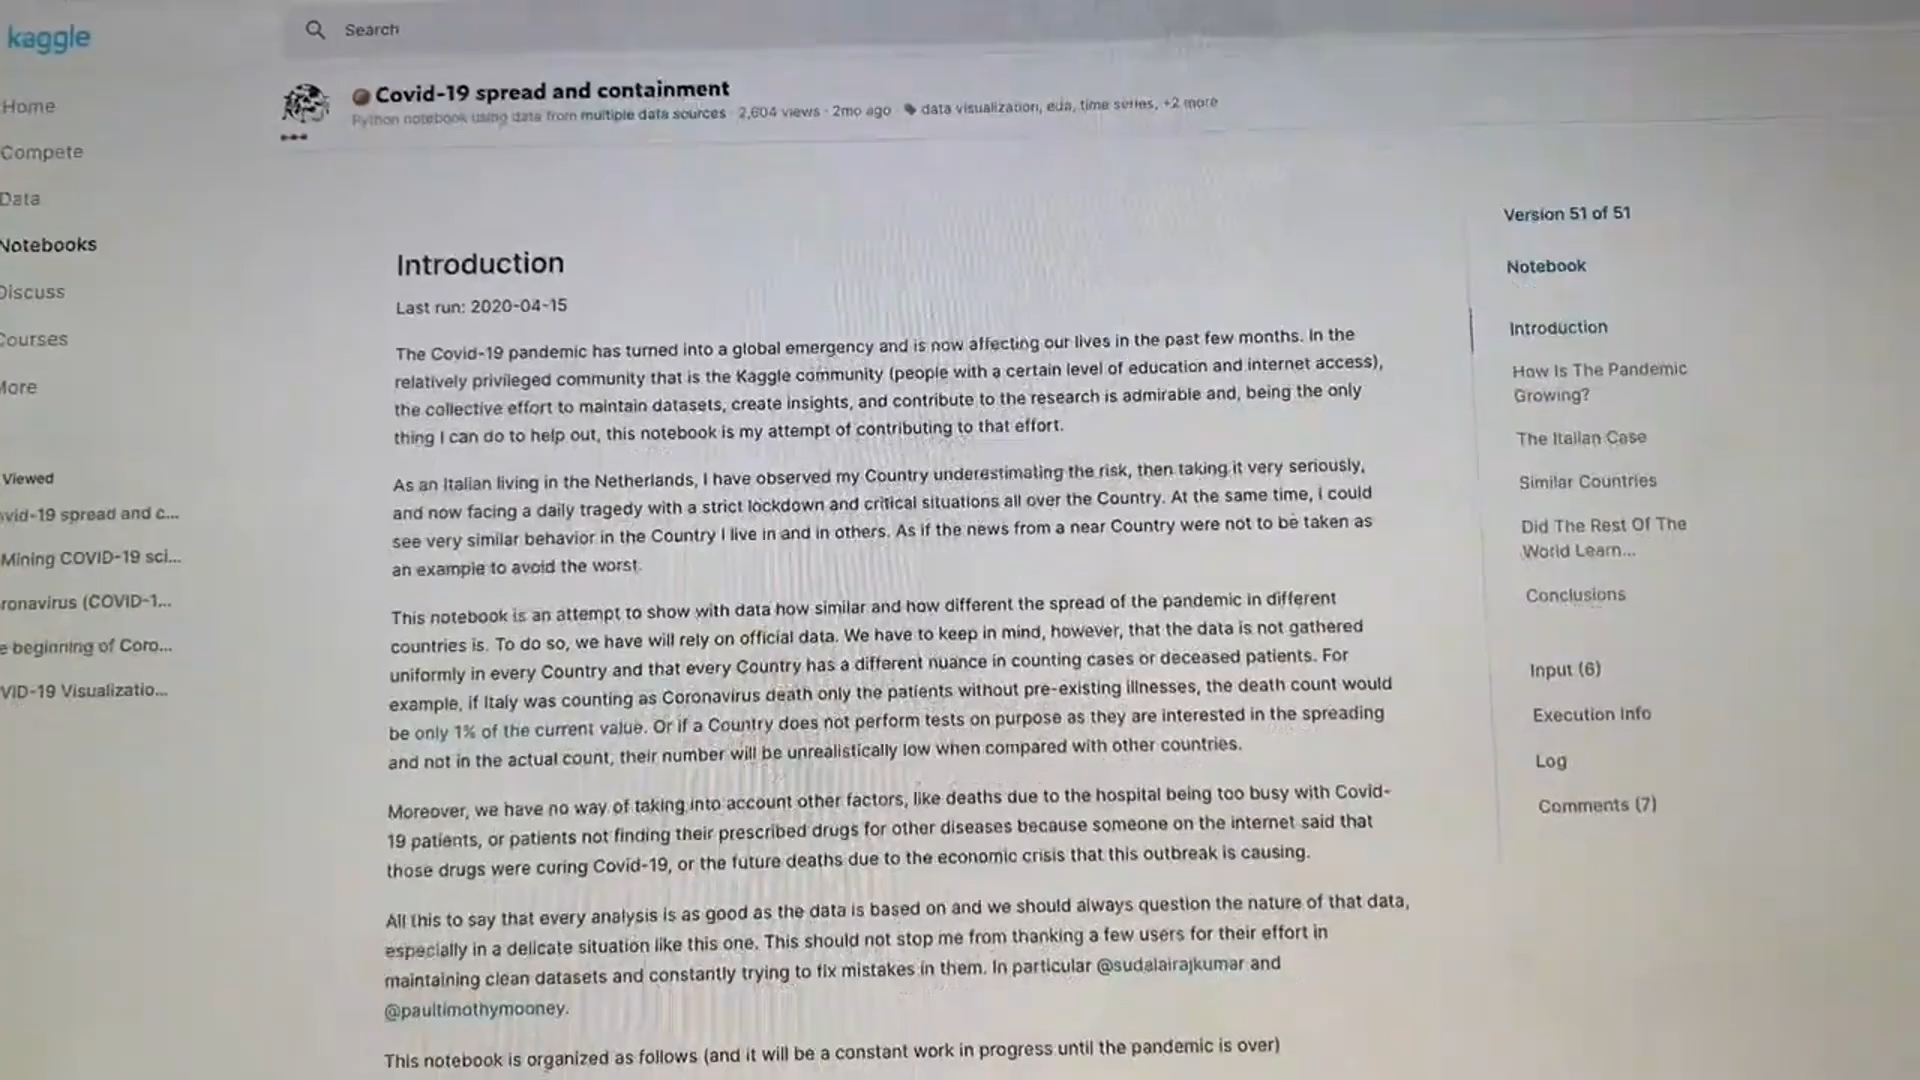 kaggle
Search
Covid-19 spread and containment
Python notebook using data from multiple data sources · 2,604 views · 2mo ago
data visualization, eda, time series, +2 more
Home
Compete
Data
Notebooks
Discuss
Courses
More
Viewed
ovid-19 spread and c...
Mining COVID-19 sci...
ronavirus (COVID-1...
e beginning of Coro...
VID-19 Visualizatio...
Introduction
Last run: 2020-04-15
The Covid-19 pandemic has turned into a global emergency and is now affecting our lives in the past few months. In the
relatively privileged community that is the Kaggle community (people with a certain level of education and internet access),
the collective effort to maintain datasets, create insights, and contribute to the research is admirable and, being the only
thing I can do to help out, this notebook is my attempt of contributing to that effort.
As an Italian living in the Netherlands, I have observed my Country underestimating the risk, then taking it very seriously,
and now facing a daily tragedy with a strict lockdown and critical situations all over the Country. At the same time, I could
see very similar behavior in the Country I live in and in others. As if the news from a near Country were not to be taken as
an example to avoid the worst.
This notebook is an attempt to show with data how similar and how different the spread of the pandemic in different
countries is. To do so, we have will rely on official data. We have to keep in mind, however, that the data is not gathered
uniformly in every Country and that every Country has a different nuance in counting cases or deceased patients. For
example, if Italy was counting as Coronavirus death only the patients without pre-existing illnesses, the death count would
be only 1% of the current value. Or if a Country does not perform tests on purpose as they are interested in the spreading
and not in the actual count, their number will be unrealistically low when compared with other countries.
Moreover, we have no way of taking into account other factors, like deaths due to the hospital being too busy with Covid-
19 patients, or patients not finding their prescribed drugs for other diseases because someone on the internet said that
those drugs were curing Covid-19, or the future deaths due to the economic crisis that this outbreak is causing.
All this to say that every analysis is as good as the data is based on and we should always question the nature of that data,
especially in a delicate situation like this one. This should not stop me from thanking a few users for their effort in
maintaining clean datasets and constantly trying to fix mistakes in them. In particular @sudalairajkumar and
@paultimothymooney.
This notebook is organized as follows (and it will be a constant work in progress until the pandemic is over)
Version 51 of 51
Notebook
Introduction
How Is The Pandemic
Growing?
The Italian Case
Similar Countries
Did The Rest Of The
World Learn...
Conclusions
Input (6)
Execution Info
Log
Comments (7)